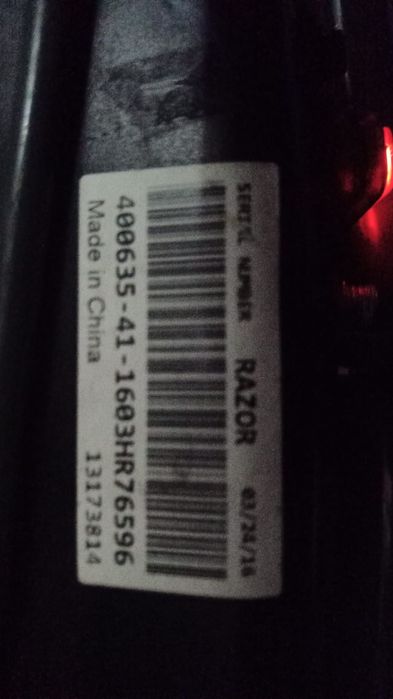 SERIAL NUMBER RAZOR 03/24/16
400635-41-1603HR76596
Made in China 13173814